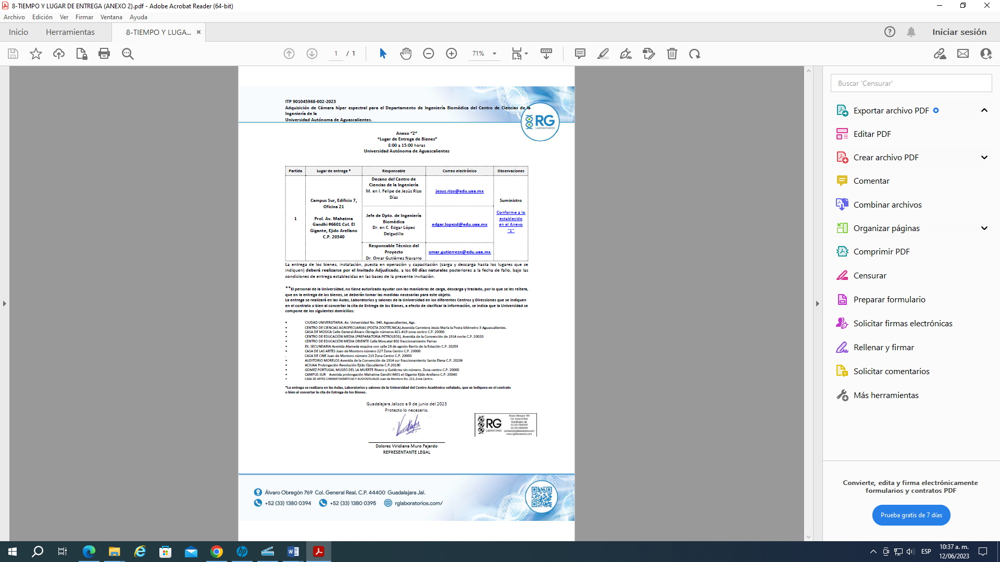 8-TIEMPO Y LUGAR DE ENTREGA (ANEXO 2).pdf - Adobe Acrobat Reader (64-bit)
Archivo Edición Ver Firmar Ventana Ayuda
Inicio Herramientas 8-TIEMPO Y LUGA... × Iniciar sesión
1 / 1 71%
ITP 901045968-002-2023
Adquisición de Cámara híper espectral para el Departamento de Ingeniería Biomédica del Centro de Ciencias de la
Ingeniería de la
Universidad Autónoma de Aguascalientes.
RG
LABORATORIOS
Anexo “2”
“Lugar de Entrega de Bienes”
8:00 a 15:00 horas
Universidad Autónoma de Aguascalientes
Partida Lugar de entrega * Responsable Correo electrónico Observaciones
1
Campus Sur, Edificio 7,
Oficina 21
Prol. Av. Mahatma
Gandhi #6601 Col. El
Gigante, Ejido Arellano
C.P. 20340
Decano del Centro de
Ciencias de la Ingeniería
M. en I. Felipe de Jesús Rizo
Díaz
jesus.rizo@edu.uaa.mx
Jefe de Dpto. de Ingeniería
Biomédica
Dr. en C. Edgar López
Delgadillo
edgar.lopezd@edu.uaa.mx
Responsable Técnico del
Proyecto
Dr. Omar Gutiérrez Navarro
omar.gutierrezn@edu.uaa.mx
Suministro
Conforme a lo
establecido
en el Anexo
“1”
La entrega de los bienes, instalación, puesta en operación y capacitación (carga y descarga hasta los lugares que se
indiquen) deberá realizarse por el Invitado Adjudicado, a los 60 días naturales posteriores a la fecha de fallo, bajo las
condiciones de entrega establecidas en las bases de la presente invitación.
**El personal de la Universidad, no tiene autorizado ayudar con las maniobras de carga, descarga y traslado, por lo que se les reitera,
que en la entrega de los bienes, se deberán tomar las medidas necesarias para este objeto.
La entrega se realizará en las Aulas, Laboratorios y salones de la Universidad en los diferentes Centros y Direcciones que se indiquen
en el contrato o bien al concertar la cita de Entrega de los Bienes, a efecto de clarificar la información, se indica que la Universidad se
compone de los siguientes domicilios:
• CIUDAD UNIVERSITARIA. Av. Universidad No. 940. Aguascalientes, Ags.
• CENTRO DE CIENCIAS AGROPECUARIAS (POSTA ZOOTÉCNICA).Avenida Carretera Jesús María la Posta kilómetro 3 Aguascalientes.
• CASA DE MÚSICA Calle General Álvaro Obregón números 421-419 zona centro C.P. 20000
• CENTRO DE EDUCACIÓN MEDIA (PREPARATORIA PETROLEOS), Avenida de la Convención de 1914 norte C.P. 20020
• CENTRO DE EDUCACIÓN MEDIA ORIENTE Calle Moscatel 802 fraccionamiento Parras
• EX. SECUNDARIA Avenida Alameda esquina con calle 28 de agosto Barrio de la Estación C.P. 20259
• CASA DE LAS ARTES Juan de Montoro número 227 Zona Centro C.P. 20000
. CASA DE CINE Juan de Montoro número 213 Zona Centro C.P. 20000
• AUDITORIO MORELOS Avenida de la Convención de 1914 sur fraccionamiento Santa Elena C.P. 20236
• ACIUAA Prolongación Revolución Ejido Ojocaliente C.P.20190
• GOMEZ PORTUGAL MUSEO DEL LA MUERTE Rivero y Gutiérrez sin número. Zona centro C.P. 20000
• CAMPUS SUR Avenida prolongación Mahatma Gandhi 6601 el Gigante Ejido Arellano C.P. 20340
• CASA DE ARTES CINEMATOGRÁFICAS Y AUDIOVISUALES Juan de Montoro No. 213, Zona Centro.
*La entrega se realizara en las Aulas, Laboratorios y salones de la Universidad del Centro Académico señalado, que se indiquen en el contrato
o bien al concertar la cita de Entrega de los Bienes.
Guadalajara Jalisco a 9 de junio del 2023
Protesto lo necesario.
RG
LABORATORIOS
Álvaro Obregón 769
Col. General Real
Guadalajara Jal.
52 (33) 13800395
52 (33) 13800394
contacto@rglaboratorios.com
www.rglaboratorios.com
Dolores Viridiana Muro Fajardo
REPRESENTANTE LEGAL
Álvaro Obregón 769 Col. General Real, C.P. 44400 Guadalajara Jal.
+52 (33) 1380 0394 +52 (33) 1380 0395 rglaboratorios.com/
Buscar 'Censurar'
Exportar archivo PDF
Editar PDF
Crear archivo PDF
Comentar
Combinar archivos
Organizar páginas
Comprimir PDF
Censurar
Preparar formulario
Solicitar firmas electrónicas
Rellenar y firmar
Solicitar comentarios
Más herramientas
Convierte, edita y firma electrónicamente
formularios y contratos PDF
Prueba gratis de 7 días
ESP
10:37 a. m.
12/06/2023